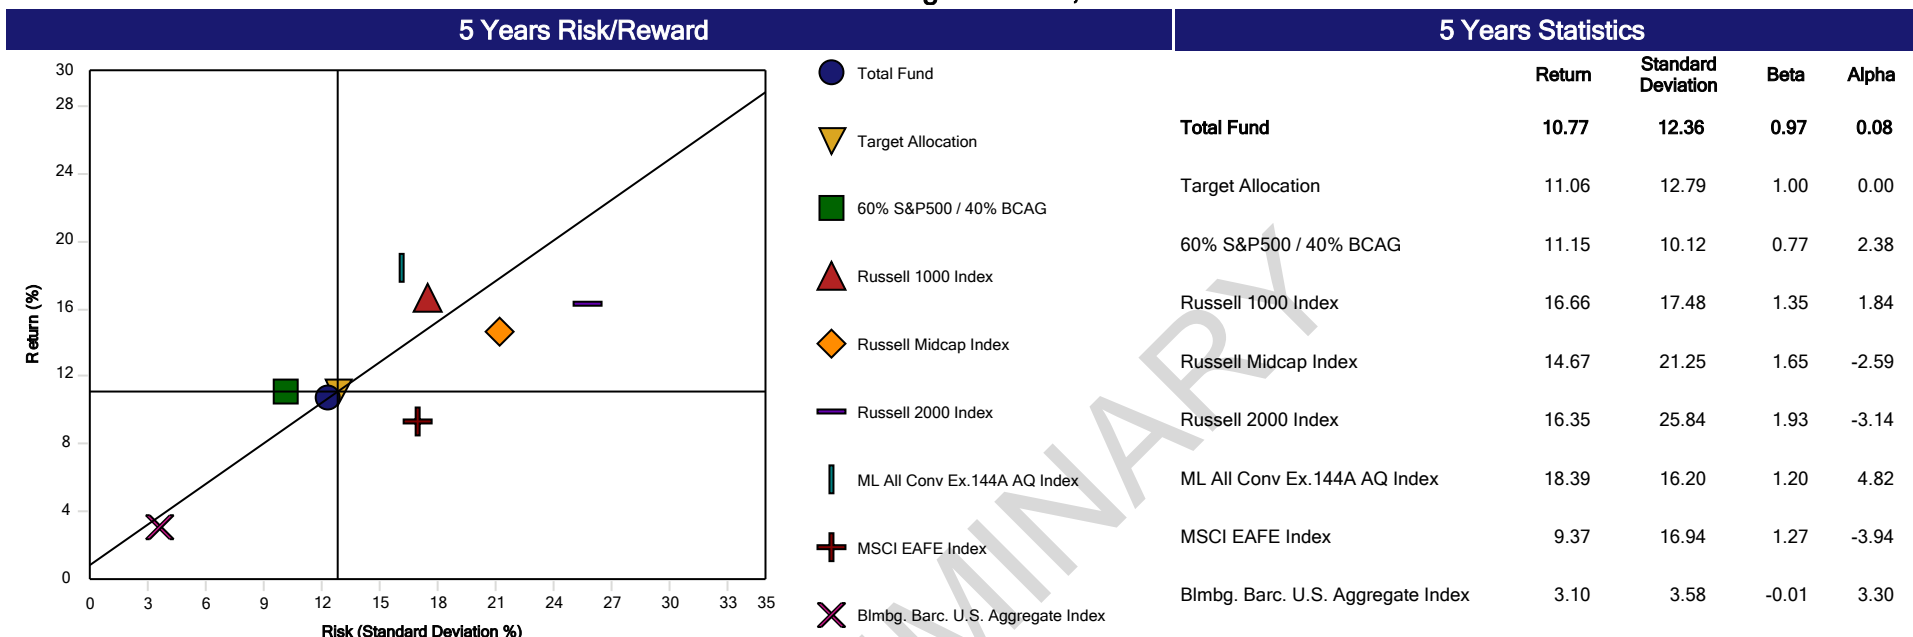 5 Years Risk/Reward
5 Years Statistics
30
28
24
20
16
12
8
4
0
Return (%)
0 3 6 9 12 15 18 21 24 27 30 33 35
Risk (Standard Deviation %)
Total Fund
Target Allocation
60% S&P500 / 40% BCAG
Russell 1000 Index
Russell Midcap Index
Russell 2000 Index
ML All Conv Ex.144A AQ Index
MSCI EAFE Index
Blmbg. Barc. U.S. Aggregate Index
Return Standard Deviation Beta Alpha
Total Fund 10.77 12.36 0.97 0.08
Target Allocation 11.06 12.79 1.00 0.00
60% S&P500 / 40% BCAG 11.15 10.12 0.77 2.38
Russell 1000 Index 16.66 17.48 1.35 1.84
Russell Midcap Index 14.67 21.25 1.65 -2.59
Russell 2000 Index 16.35 25.84 1.93 -3.14
ML All Conv Ex.144A AQ Index 18.39 16.20 1.20 4.82
MSCI EAFE Index 9.37 16.94 1.27 -3.94
Blmbg. Barc. U.S. Aggregate Index 3.10 3.58 -0.01 3.30
MINARY